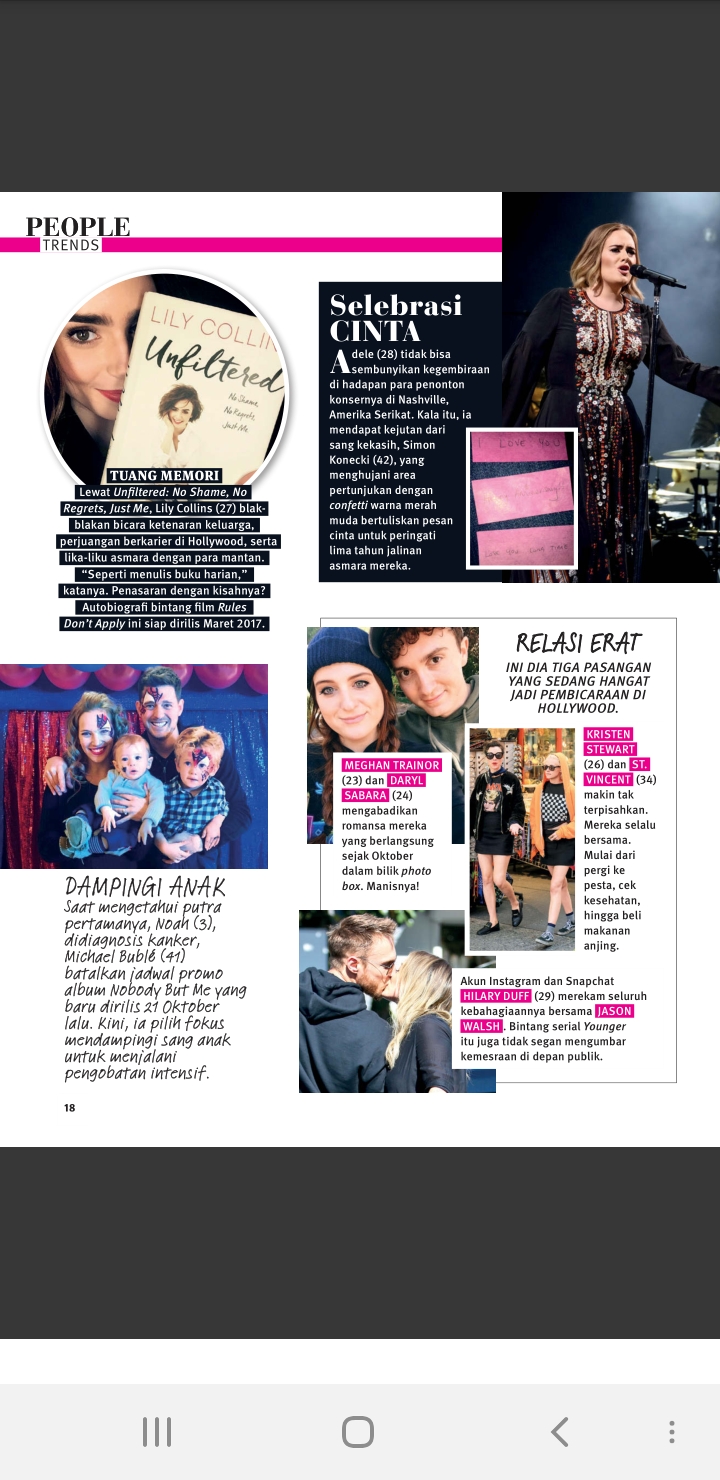 PEOPLE
TRENDS
LILY COLLIN
Unfiltered
No Shame
No Regrets
Just Me
TUANG MEMORI
Lewat Unfiltered: No Shame, No
Regrets, Just Me, Lily Collins (27) blak-
blakan bicara ketenaran keluarga,
perjuangan berkarier di Hollywood, serta
lika-liku asmara dengan para mantan.
“Seperti menulis buku harian,”
katanya. Penasaran dengan kisahnya?
Autobiografi bintang film Rules
Don’t Apply ini siap dirilis Maret 2017.
Selebrasi
CINTA
Adele (28) tidak bisa
sembunyikan kegembiraan
di hadapan para penonton
konsernya di Nashville,
Amerika Serikat. Kala itu, ia
mendapat kejutan dari
sang kekasih, Simon
Konecki (42), yang
menghujani area
pertunjukan dengan
confetti warna merah
muda bertuliskan pesan
cinta untuk peringati
lima tahun jalinan
asmara mereka.
I LOVE YOU
DAMPINGI ANAK
Saat mengetahui putra
pertamanya, Noah (3),
didiagnosis kanker,
Michael Bublé (41)
batalkan jadwal promo
album Nobody But Me yang
baru dirilis 21 Oktober
lalu. Kini, ia pilih fokus
mendampingi sang anak
untuk menjalani
pengobatan intensif.
RELASI ERAT
INI DIA TIGA PASANGAN
YANG SEDANG HANGAT
JADI PEMBICARAAN DI
HOLLYWOOD.
MEGHAN TRAINOR
(23) dan DARYL
SABARA (24)
mengabadikan
romansa mereka
yang berlangsung
sejak Oktober
dalam bilik photo
box. Manisnya!
KRISTEN
STEWART
(26) dan ST.
VINCENT (34)
makin tak
terpisahkan.
Mereka selalu
bersama.
Mulai dari
pergi ke
pesta, cek
kesehatan,
hingga beli
makanan
anjing.
Akun Instagram dan Snapchat
HILARY DUFF (29) merekam seluruh
kebahagiaannya bersama JASON
WALSH. Bintang serial Younger
itu juga tidak segan mengumbar
kemesraan di depan publik.
18